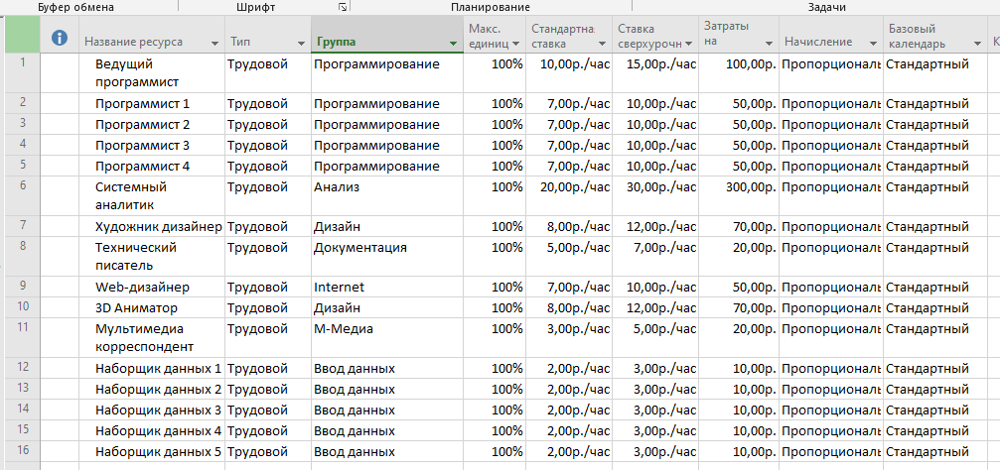 Буфер обмена Шрифт Планирование Задачи
Название ресурса Тип Группа Макс. единиц Стандартна ставка Ставка сверхурочн Затраты на Начисление Базовый календарь К
1 Ведущий программист Трудовой Программирование 100% 10,00р./час 15,00р./час 100,00р. Пропорциональ Стандартный
2 Программист 1 Трудовой Программирование 100% 7,00р./час 10,00р./час 50,00р. Пропорциональ Стандартный
3 Программист 2 Трудовой Программирование 100% 7,00р./час 10,00р./час 50,00р. Пропорциональ Стандартный
4 Программист 3 Трудовой Программирование 100% 7,00р./час 10,00р./час 50,00р. Пропорциональ Стандартный
5 Программист 4 Трудовой Программирование 100% 7,00р./час 10,00р./час 50,00р. Пропорциональ Стандартный
6 Системный аналитик Трудовой Анализ 100% 20,00р./час 30,00р./час 300,00р. Пропорциональ Стандартный
7 Художник дизайнер Трудовой Дизайн 100% 8,00р./час 12,00р./час 70,00р. Пропорциональ Стандартный
8 Технический писатель Трудовой Документация 100% 5,00р./час 7,00р./час 20,00р. Пропорциональ Стандартный
9 Web-дизайнер Трудовой Internet 100% 7,00р./час 10,00р./час 50,00р. Пропорциональ Стандартный
10 3D Аниматор Трудовой Дизайн 100% 8,00р./час 12,00р./час 70,00р. Пропорциональ Стандартный
11 Мультимедиа корреспондент Трудовой М-Медиа 100% 3,00р./час 5,00р./час 20,00р. Пропорциональ Стандартный
12 Наборщик данных 1 Трудовой Ввод данных 100% 2,00р./час 3,00р./час 10,00р. Пропорциональ Стандартный
13 Наборщик данных 2 Трудовой Ввод данных 100% 2,00р./час 3,00р./час 10,00р. Пропорциональ Стандартный
14 Наборщик данных 3 Трудовой Ввод данных 100% 2,00р./час 3,00р./час 10,00р. Пропорциональ Стандартный
15 Наборщик данных 4 Трудовой Ввод данных 100% 2,00р./час 3,00р./час 10,00р. Пропорциональ Стандартный
16 Наборщик данных 5 Трудовой Ввод данных 100% 2,00р./час 3,00р./час 10,00р. Пропорциональ Стандартный